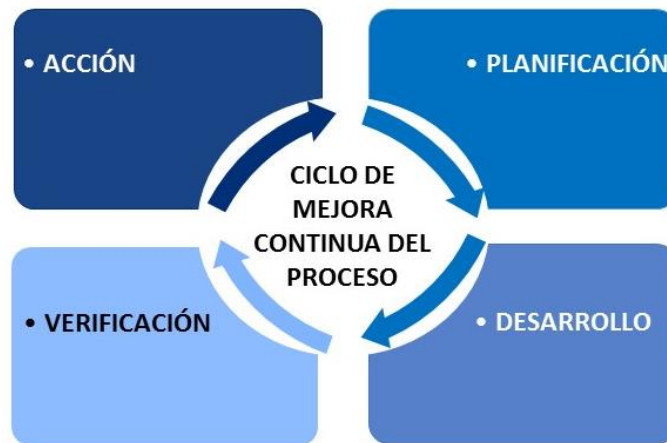 • ACCIÓN
• PLANIFICACIÓN
CICLO DE
MEJORA
CONTINUA DEL
PROCESO
• VERIFICACIÓN
• DESARROLLO